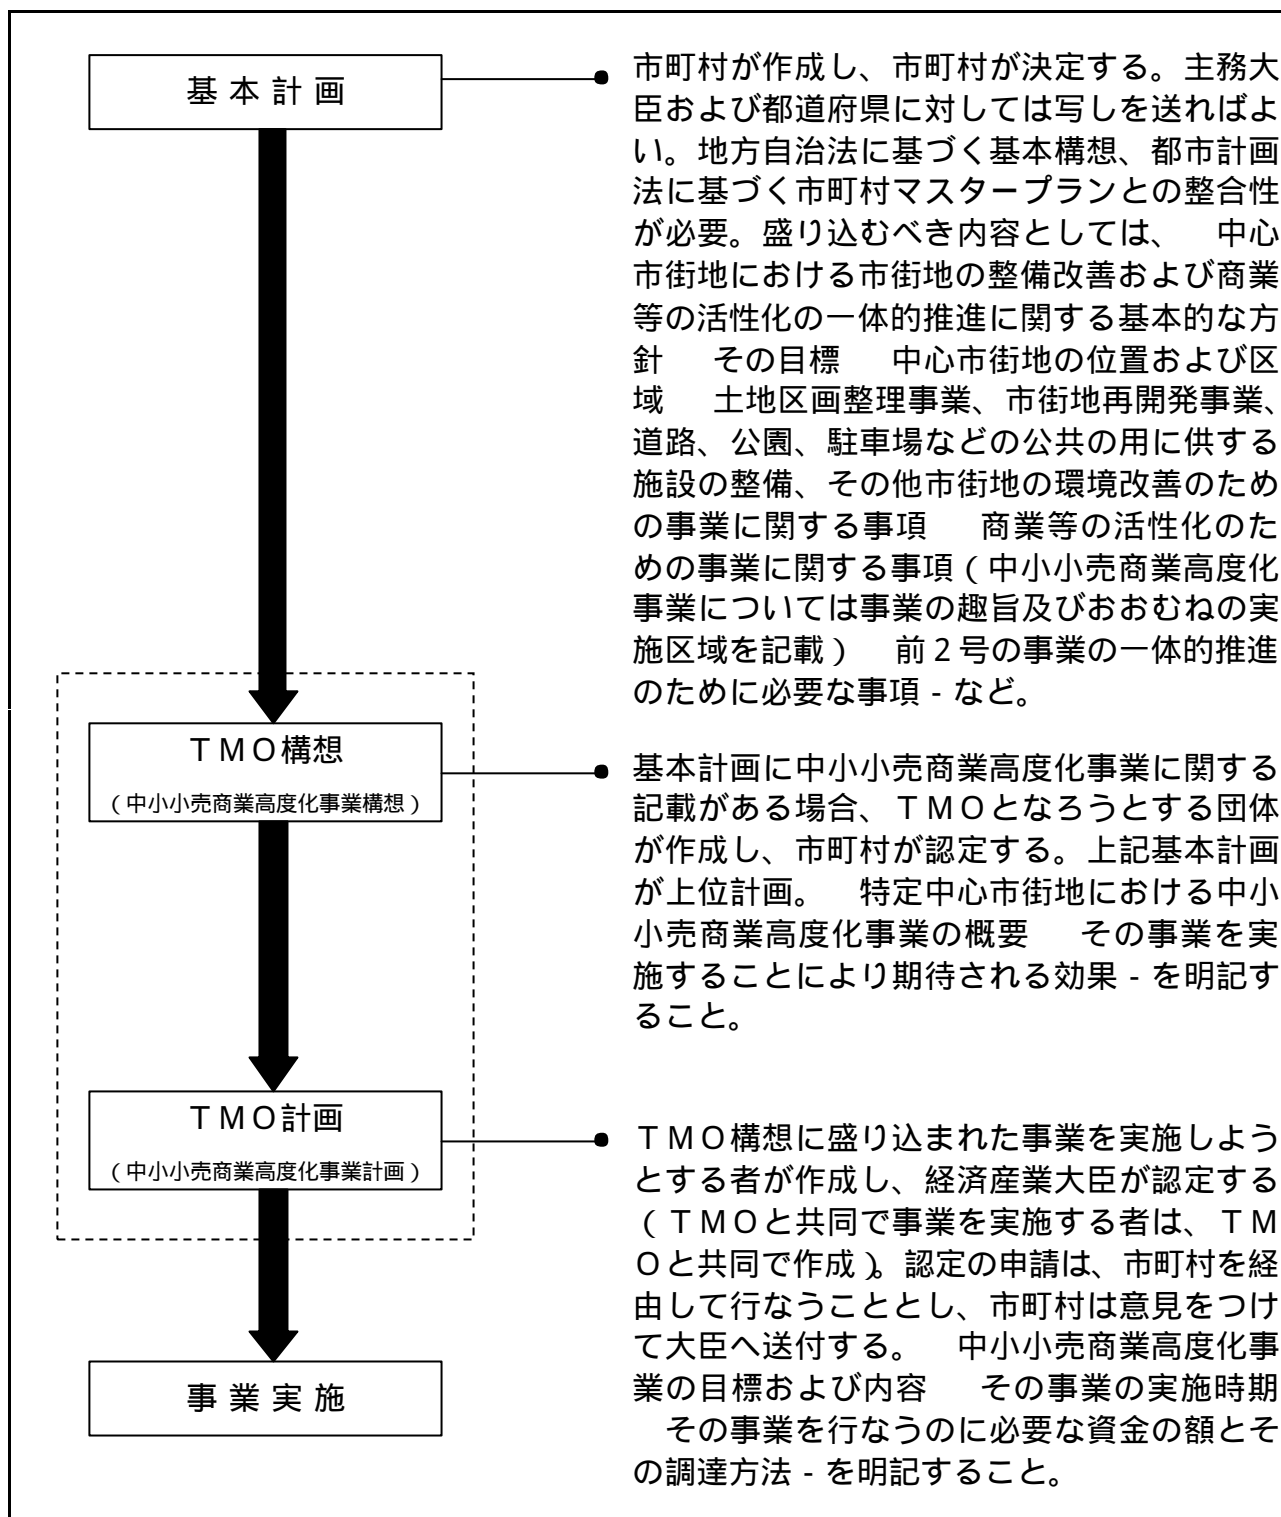 基本計画
市町村が作成し、市町村が決定する。主務大
臣および都道府県に対しては写しを送ればよ
い。地方自治法に基づく基本構想、都市計画
法に基づく市町村マスタープランとの整合性
が必要。盛り込むべき内容としては、　中心
市街地における市街地の整備改善および商業
等の活性化の一体的推進に関する基本的な方
針　その目標　中心市街地の位置および区
域　土地区画整理事業、市街地再開発事業、
道路、公園、駐車場などの公共の用に供する
施設の整備、その他市街地の環境改善のため
の事業に関する事項　商業等の活性化のた
めの事業に関する事項（中小小売商業高度化
事業については事業の趣旨及びおおむねの実
施区域を記載）　前２号の事業の一体的推進
のために必要な事項 - など。
ＴＭＯ構想
（中小小売商業高度化事業構想）
基本計画に中小小売商業高度化事業に関する
記載がある場合、ＴＭＯとなろうとする団体
が作成し、市町村が認定する。上記基本計画
が上位計画。　特定中心市街地における中小
小売商業高度化事業の概要　その事業を実
施することにより期待される効果 - を明記す
ること。
ＴＭＯ計画
（中小小売商業高度化事業計画）
ＴＭＯ構想に盛り込まれた事業を実施しよう
とする者が作成し、経済産業大臣が認定する
（ＴＭＯと共同で事業を実施する者は、ＴＭ
Ｏと共同で作成）。認定の申請は、市町村を経
由して行なうこととし、市町村は意見をつけ
て大臣へ送付する。　中小小売商業高度化事
業の目標および内容　その事業の実施時期
　その事業を行なうのに必要な資金の額とそ
の調達方法 - を明記すること。
事業実施